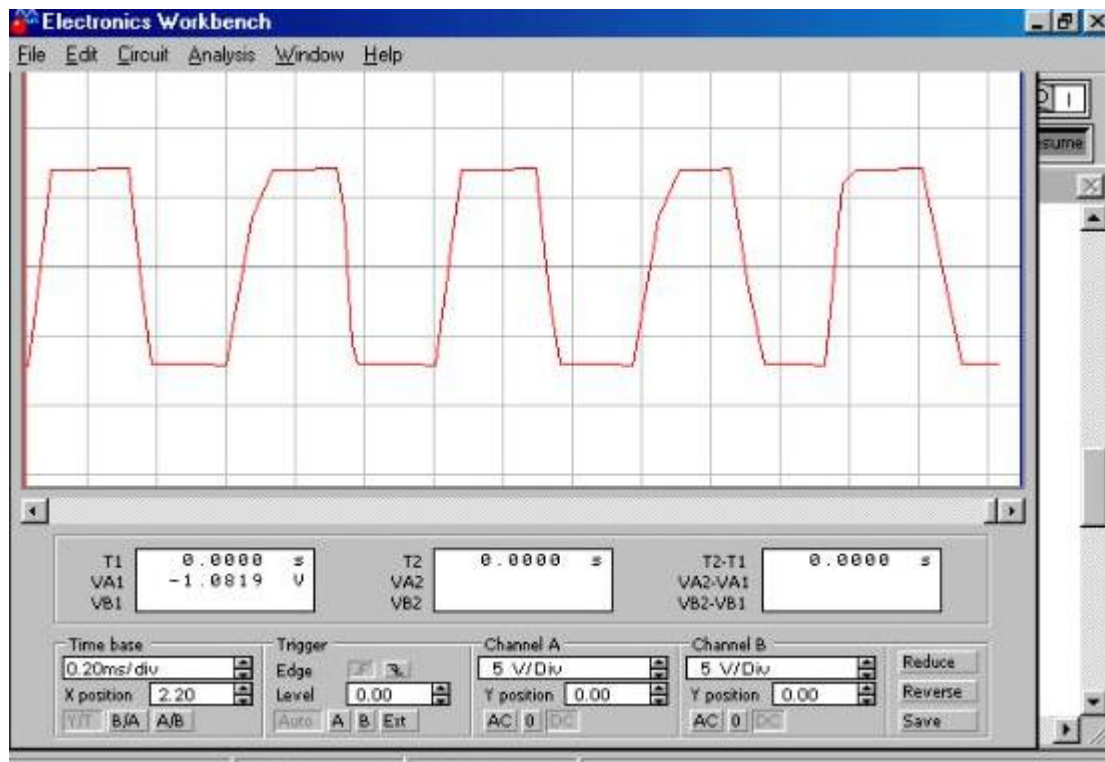 Electronics Workbench
File Edit Circuit Analysis Window Help
esume
T1 0.0000 s T2 0.0000 s T2-T1 0.0000 s
VA1 -1.0819 V VA2 VA2-VA1
VB1 VB2 VB2-VB1
Time base Trigger Channel A Channel B
0.20ms/div Edge 5 V/Div 5 V/Div Reduce
X position 2.20 Level 0.00 Y position 0.00 Y position 0.00 Reverse
Y/T B/A A/B Auto A B Ext AC 0 DC AC 0 DC Save